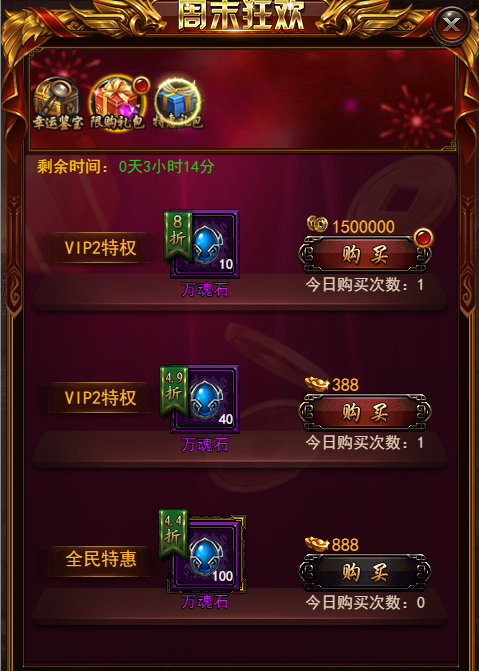 周末狂欢
幸运鉴宝 限购礼包 特惠礼包
剩余时间：0天3小时14分
8折
VIP2特权
10
万魂石
1500000
购买
今日购买次数：1
4.9折
VIP2特权
40
万魂石
388
购买
今日购买次数：1
4.4折
全民特惠
100
万魂石
888
购买
今日购买次数：0